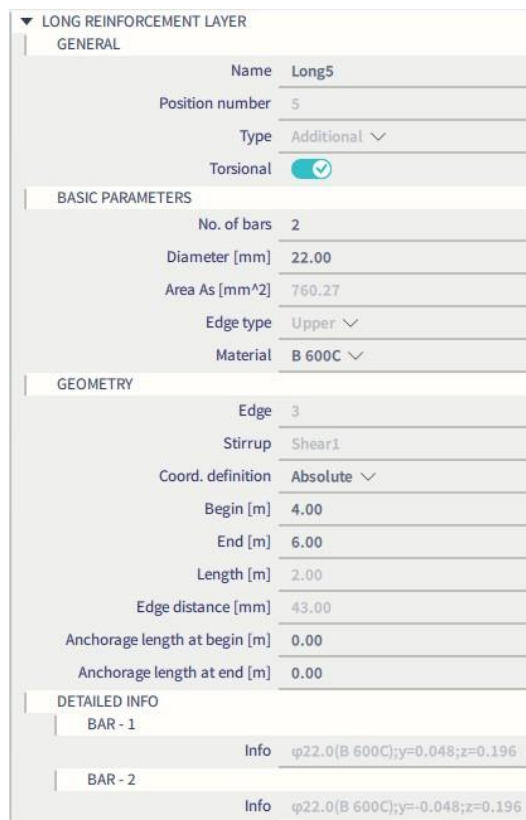 LONG REINFORCEMENT LAYER
GENERAL
Name Long5
Position number 5
Type Additional
Torsional
BASIC PARAMETERS
No. of bars 2
Diameter [mm] 22.00
Area As [mm^2] 760.27
Edge type Upper
Material B 600C
GEOMETRY
Edge 3
Stirrup Shear1
Coord. definition Absolute
Begin [m] 4.00
End [m] 6.00
Length [m] 2.00
Edge distance [mm] 43.00
Anchorage length at begin [m] 0.00
Anchorage length at end [m] 0.00
DETAILED INFO
BAR - 1
Info φ22.0(B 600C);y=0.048;z=0.196
BAR - 2
Info φ22.0(B 600C);y=-0.048;z=0.196